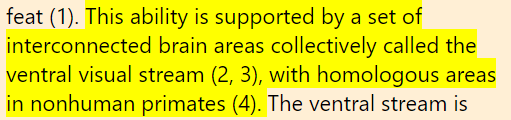 feat (1). This ability is supported by a set of
interconnected brain areas collectively called the
ventral visual stream (2, 3), with homologous areas
in nonhuman primates (4). The ventral stream is